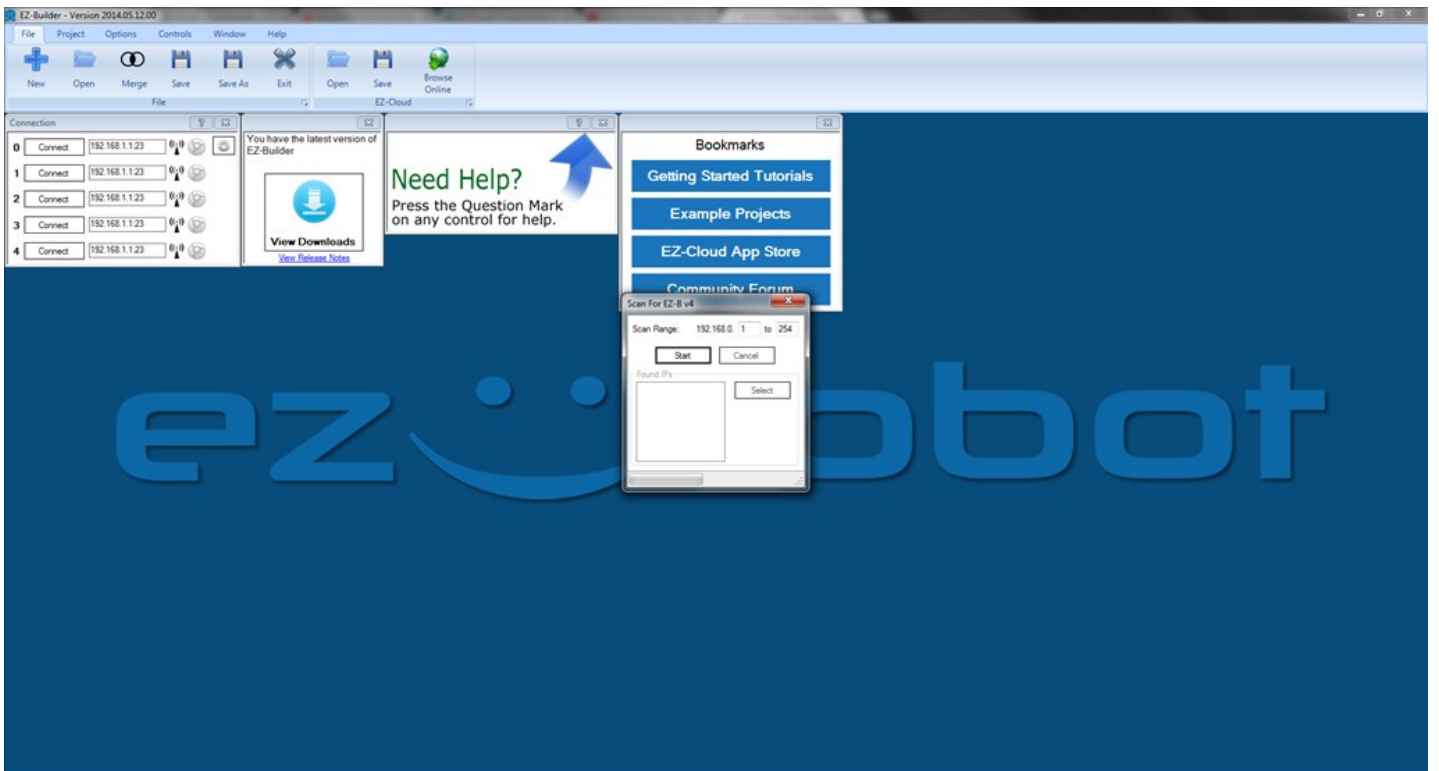 EZ-Builder - Version 2014.05.12.00
File Project Options Controls Window Help
New Open Merge Save Save As Exit Open Save Browse Online
File EZ-Cloud
Connection
0 Connect 192.168.1.1:23
1 Connect 192.168.1.1:23
2 Connect 192.168.1.1:23
3 Connect 192.168.1.1:23
4 Connect 192.168.1.1:23
You have the latest version of
EZ-Builder
View Downloads
View Release Notes
Need Help?
Press the Question Mark
on any control for help.
Bookmarks
Getting Started Tutorials
Example Projects
EZ-Cloud App Store
Community Forum
Scan For EZ-B v4
Scan Range: 192.168.0. 1 to 254
Start Cancel
Found IPs
Select
ez obot